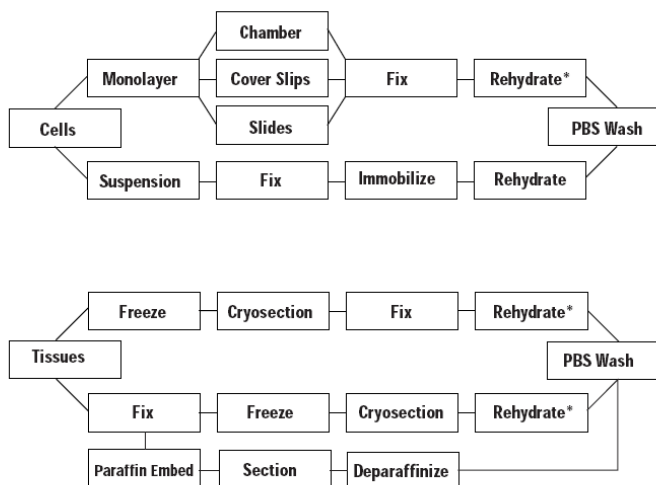 Chamber
Monolayer Cover Slips Fix Rehydrate*
Slides
Cells PBS Wash
Suspension Fix Immobilize Rehydrate
Freeze Cryosection Fix Rehydrate*
Tissues PBS Wash
Fix Freeze Cryosection Rehydrate*
Paraffin Embed Section Deparaffinize